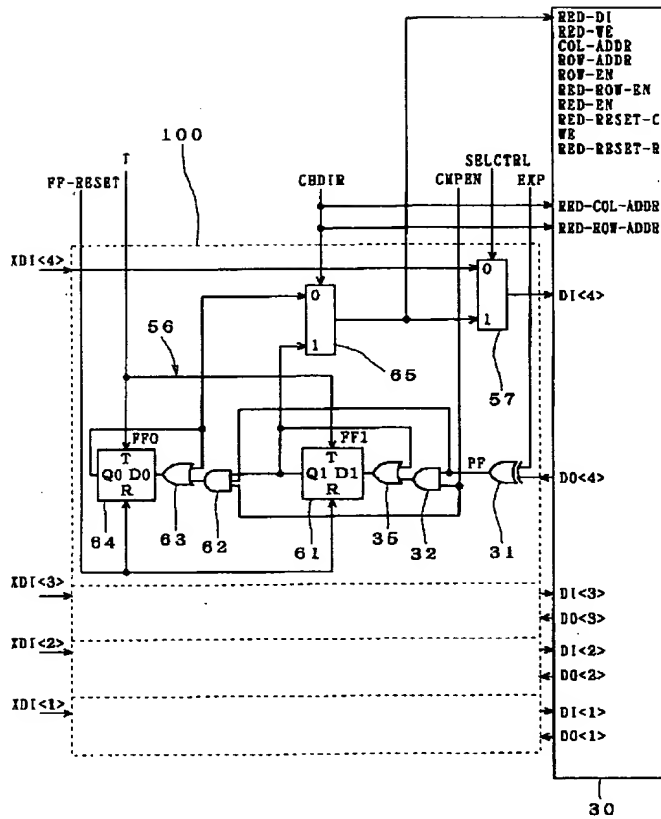 RED-DI
RED-WE
COL-ADDR
ROW-ADDR
ROW-EN
RED-ROW-EN
RED-EN
RED-RESET-C
WE
RED-RESET-R
100
T
SELCTRL
FF-RESET
CHDIR
CMPEN
EXP
RED-COL-ADDR
RED-ROW-ADDR
XDI<4>
0
0
DI<4>
1
1
56
65
57
FF0
FF1
T
T
PF
Q0 D0
Q1 D1
DO<4>
R
R
64
63
62
61
35
32
31
XDI<3>
DI<3>
DO<3>
XDI<2>
DI<2>
DO<2>
XDI<1>
DI<1>
DO<1>
30